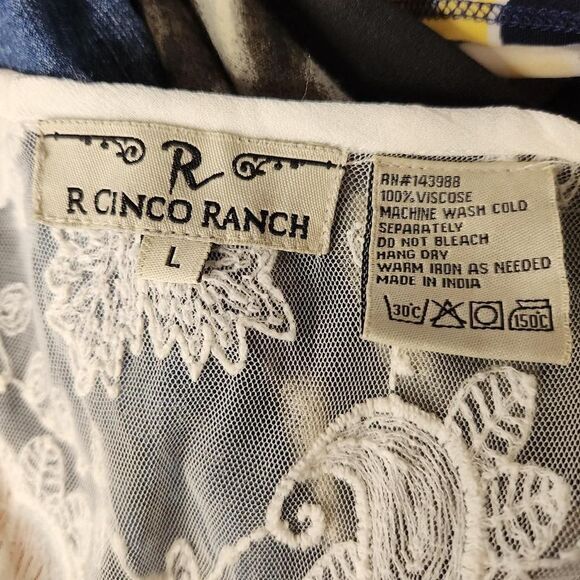 R
R CINCO RANCH
L
RN#143988
100%VISCOSE
MACHINE WASH COLD
SEPARATELY
DO NOT BLEACH
HANG DRY
WARM IRON AS NEEDED
MADE IN INDIA
30°C 150°C